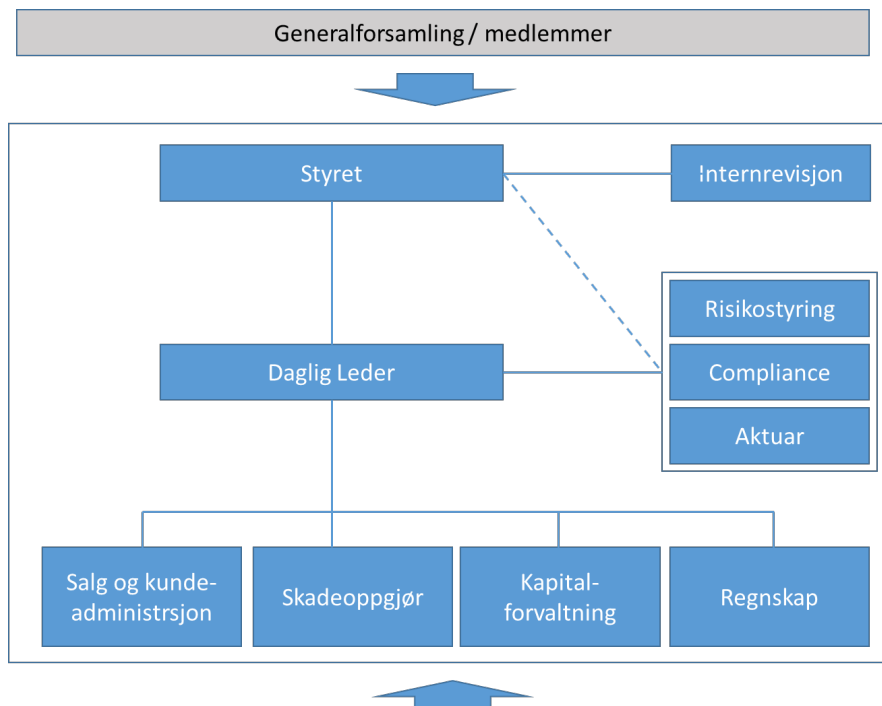 Generalforsamling / medlemmer
Styret
Internrevisjon
Risikostyring
Daglig Leder
Compliance
Aktuar
Salg og kunde-
administrsjon
Skadeoppgjør
Kapital-
forvaltning
Regnskap